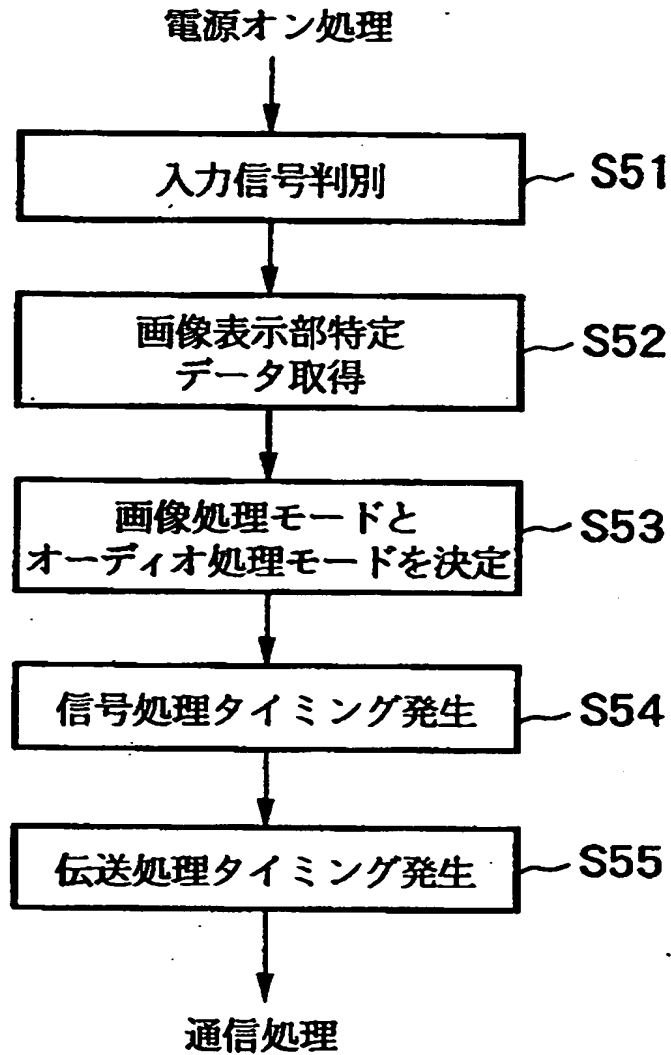 電源オン処理
入力信号判別
S51
画像表示部特定
データ取得
S52
画像処理モードと
オーディオ処理モードを決定
S53
信号処理タイミング発生
S54
伝送処理タイミング発生
S55
通信処理